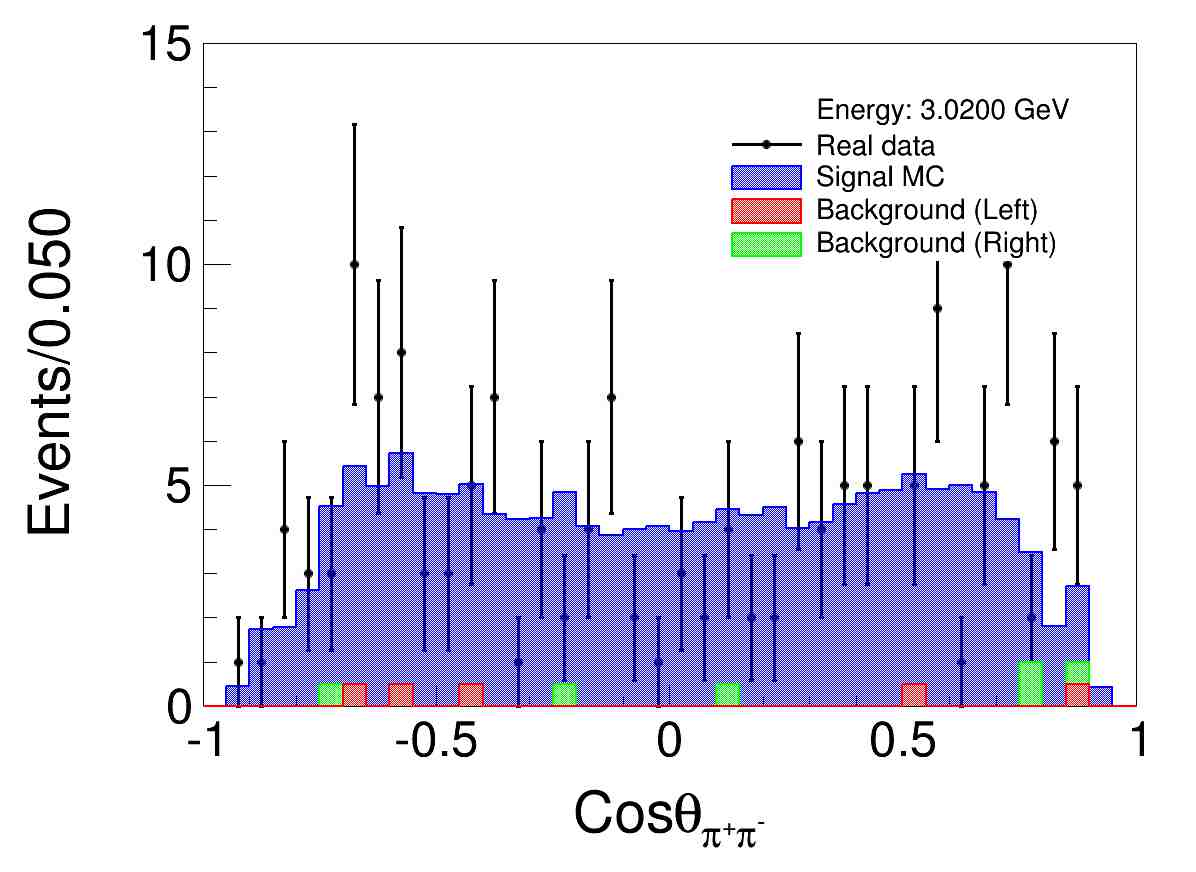 15
Energy: 3.0200 GeV
Real data
Signal MC
Background (Left)
Background (Right)
10
5
0
Events/0.050
-1 -0.5 0 0.5 1
Cosθπ⁺π⁻